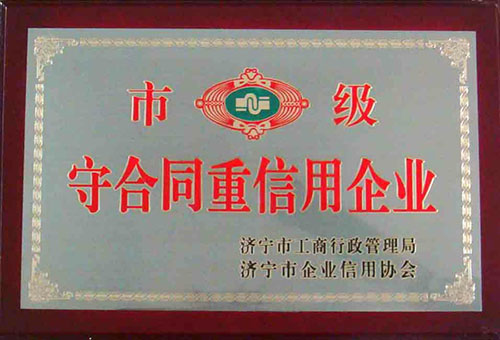 市级
守合同重信用企业
济宁市工商行政管理局
济宁市企业信用协会